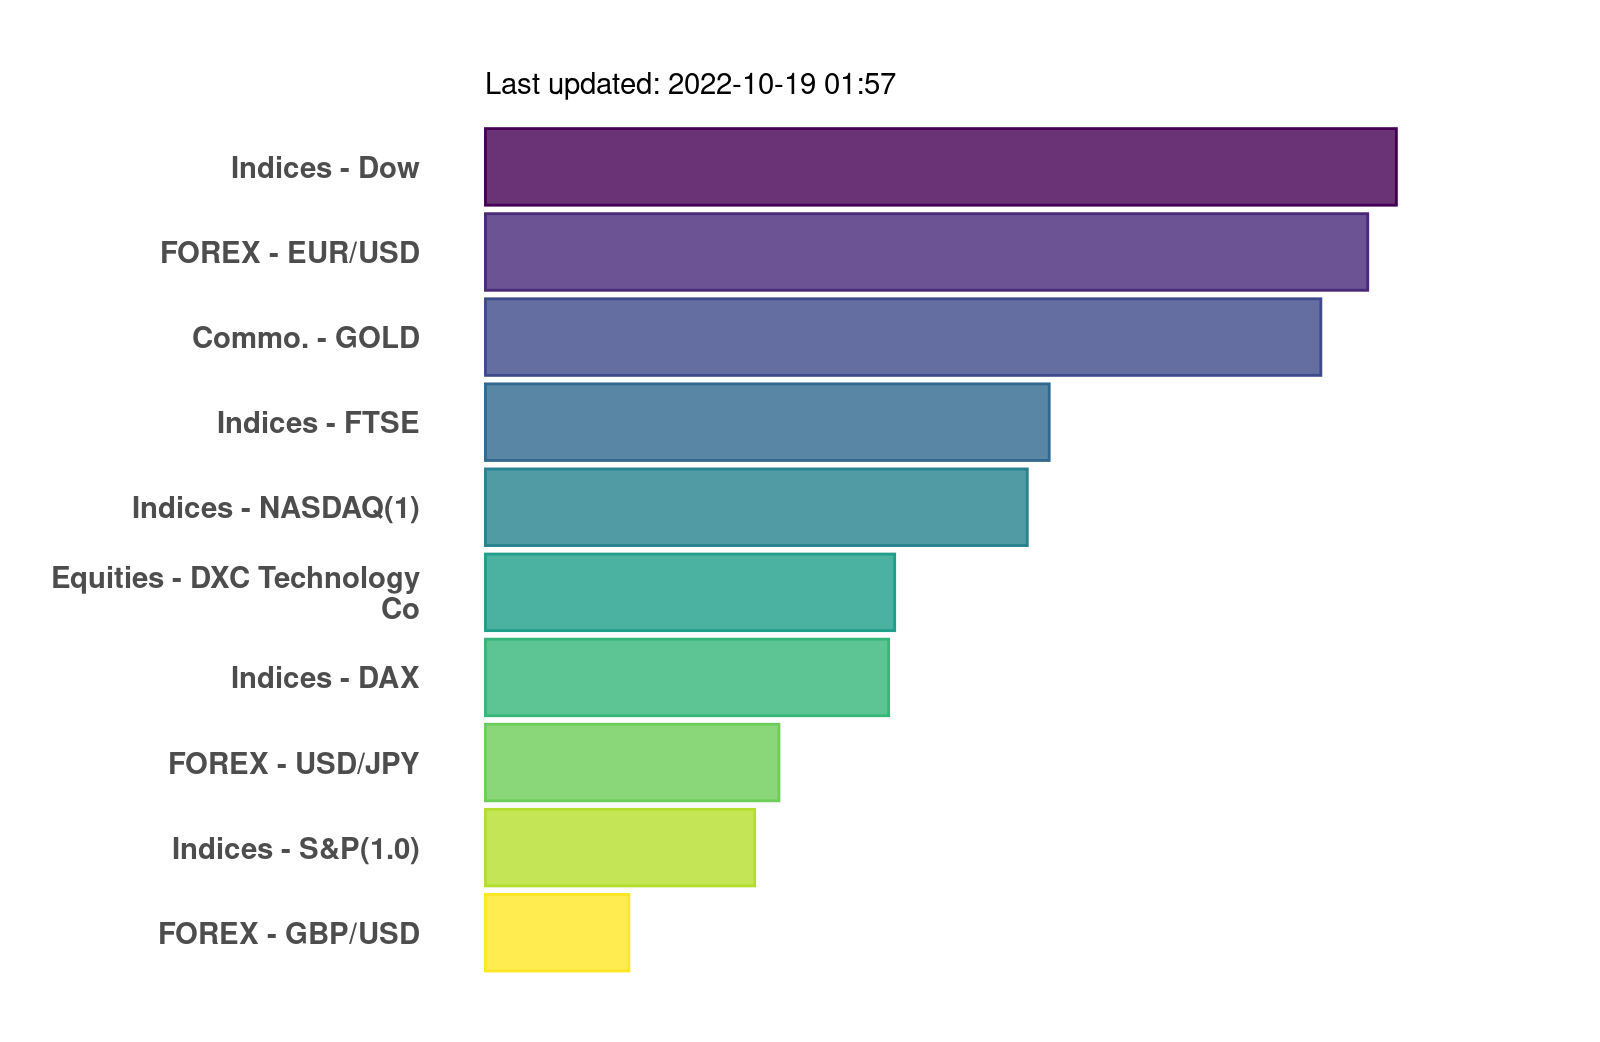 Last updated: 2022-10-19 01:57
Indices - Dow
FOREX - EUR/USD
Commo. - GOLD
Indices - FTSE
Indices - NASDAQ(1)
Equities - DXC Technology
Co
Indices - DAX
FOREX - USD/JPY
Indices - S&P(1.0)
FOREX - GBP/USD